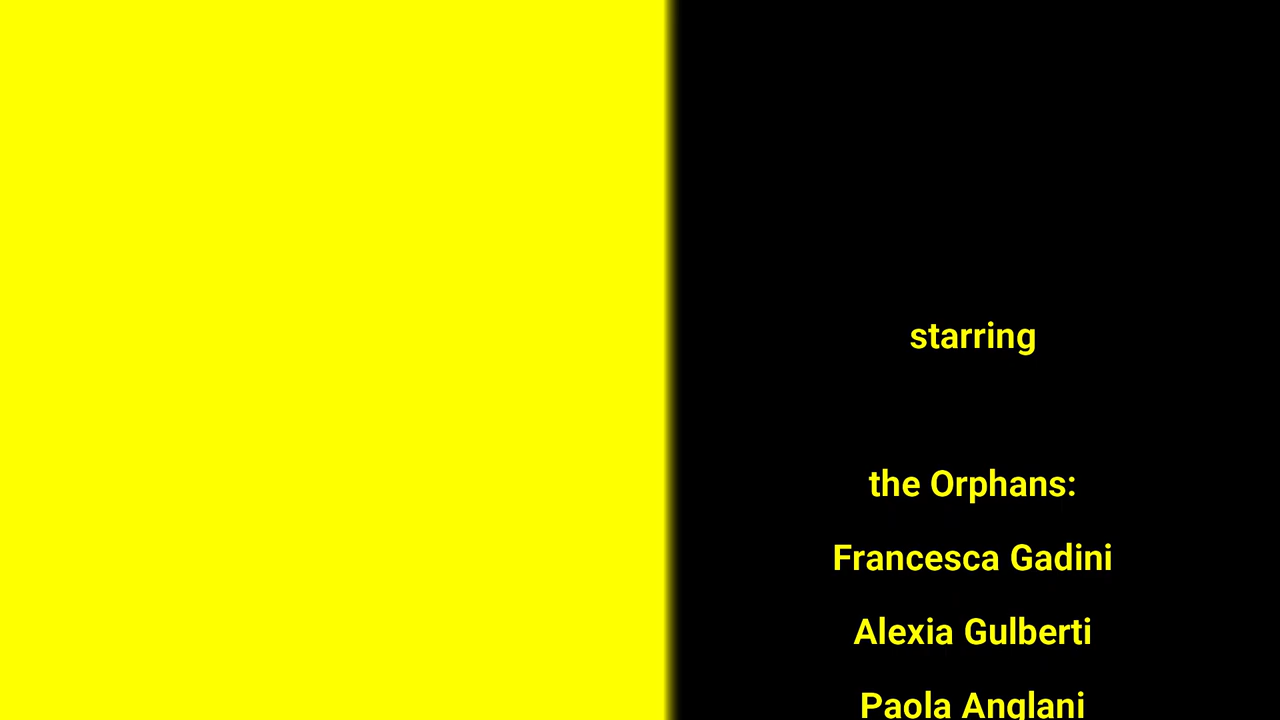 starring
the Orphans:
Francesca Gadini
Alexia Gulberti
Paola Anglani